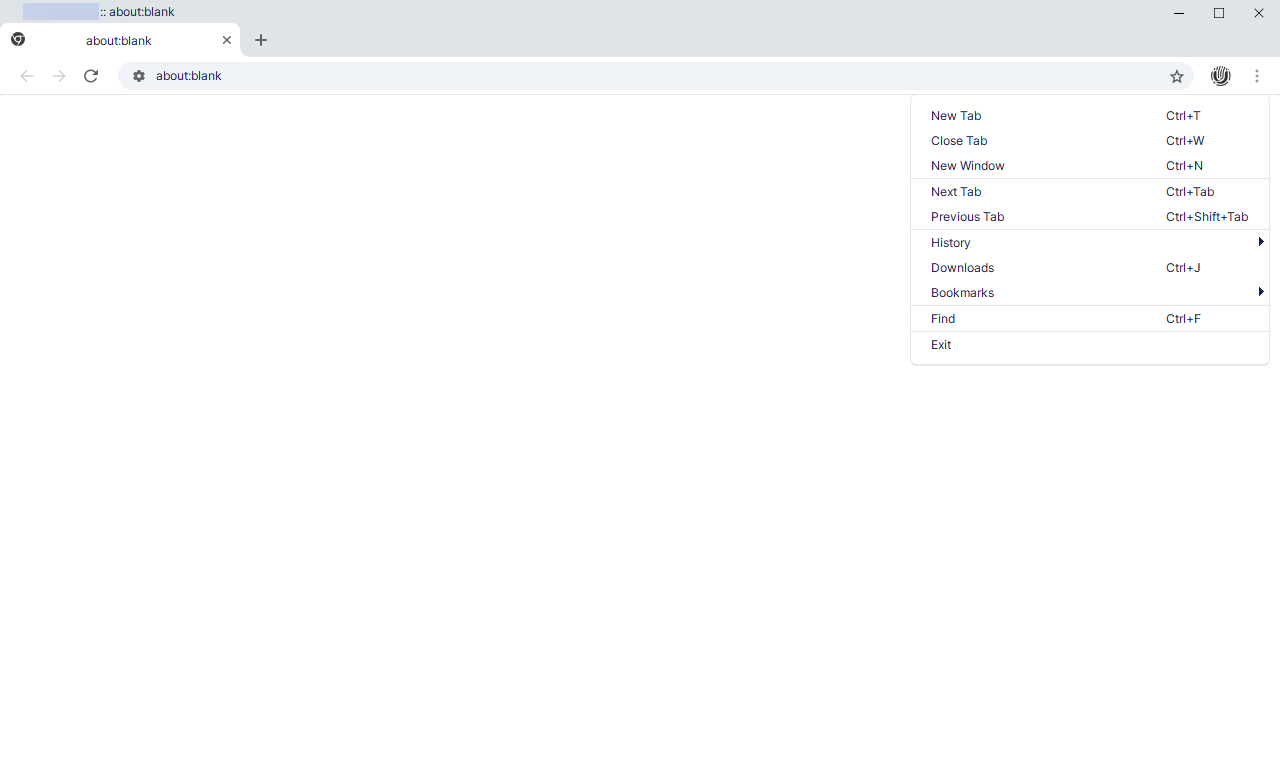 :: about:blank
about:blank
about:blank
New Tab Ctrl+T
Close Tab Ctrl+W
New Window Ctrl+N
Next Tab Ctrl+Tab
Previous Tab Ctrl+Shift+Tab
History
Downloads Ctrl+J
Bookmarks
Find Ctrl+F
Exit